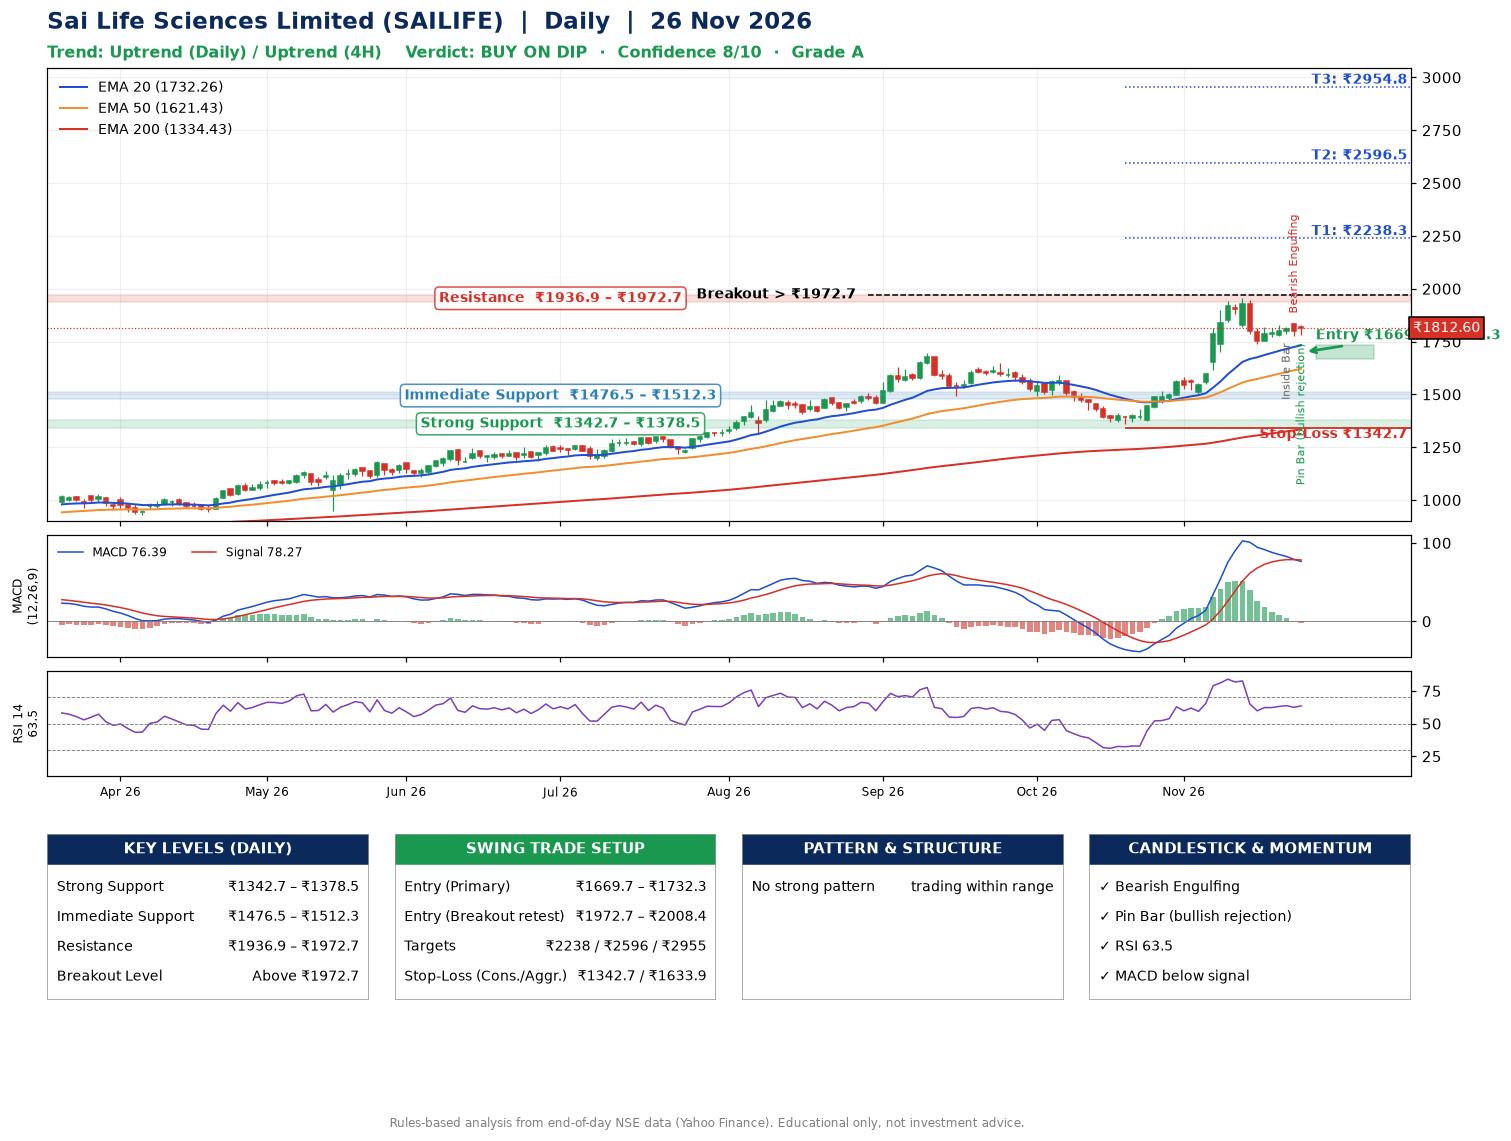 Sai Life Sciences Limited (SAILIFE) | Daily | 26 Nov 2026
Trend: Uptrend (Daily) / Uptrend (4H) Verdict: BUY ON DIP · Confidence 8/10 · Grade A
EMA 20 (1732.26)
EMA 50 (1621.43)
EMA 200 (1334.43)
T3: ₹2954.8
T2: ₹2596.5
T1: ₹2238.3
Bearish Engulfing
Resistance ₹1936.9 – ₹1972.7
Breakout > ₹1972.7
₹1812.60
Entry ₹1669
.3
Inside Bar
Pin Bar (bullish rejection)
Immediate Support ₹1476.5 – ₹1512.3
Strong Support ₹1342.7 – ₹1378.5
Stop-Loss ₹1342.7
3000
2750
2500
2250
2000
1750
1500
1250
1000
MACD 76.39
Signal 78.27
MACD
(12,26,9)
100
0
RSI 14
63.5
75
50
25
Apr 26
May 26
Jun 26
Jul 26
Aug 26
Sep 26
Oct 26
Nov 26
KEY LEVELS (DAILY)
Strong Support ₹1342.7 – ₹1378.5
Immediate Support ₹1476.5 – ₹1512.3
Resistance ₹1936.9 – ₹1972.7
Breakout Level Above ₹1972.7
SWING TRADE SETUP
Entry (Primary) ₹1669.7 – ₹1732.3
Entry (Breakout retest) ₹1972.7 – ₹2008.4
Targets ₹2238 / ₹2596 / ₹2955
Stop-Loss (Cons./Aggr.) ₹1342.7 / ₹1633.9
PATTERN & STRUCTURE
No strong pattern trading within range
CANDLESTICK & MOMENTUM
✓ Bearish Engulfing
✓ Pin Bar (bullish rejection)
✓ RSI 63.5
✓ MACD below signal
Rules-based analysis from end-of-day NSE data (Yahoo Finance). Educational only, not investment advice.